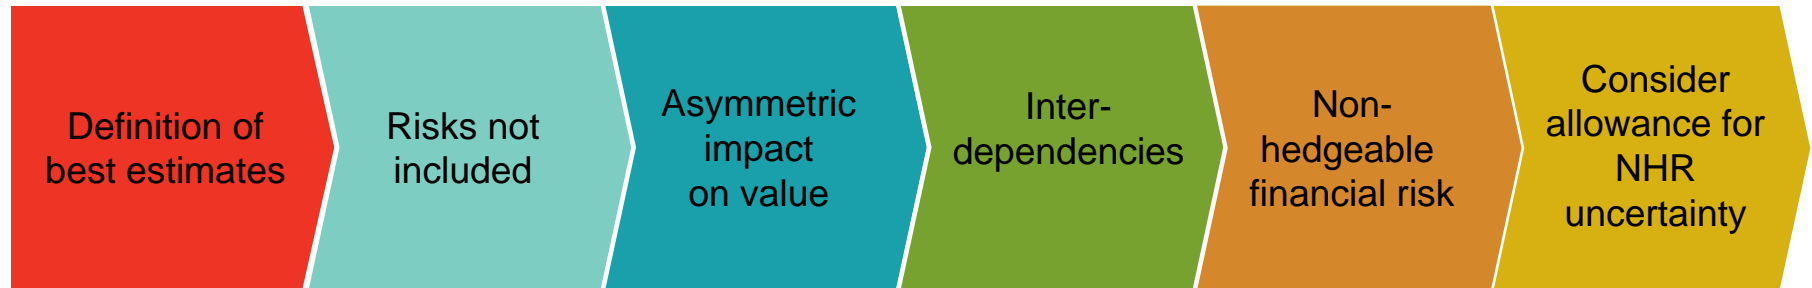 Definition of
best estimates
Risks not
included
Asymmetric
impact
on value
Inter-
dependencies
Non-
hedgeable
financial risk
Consider
allowance for
NHR
uncertainty